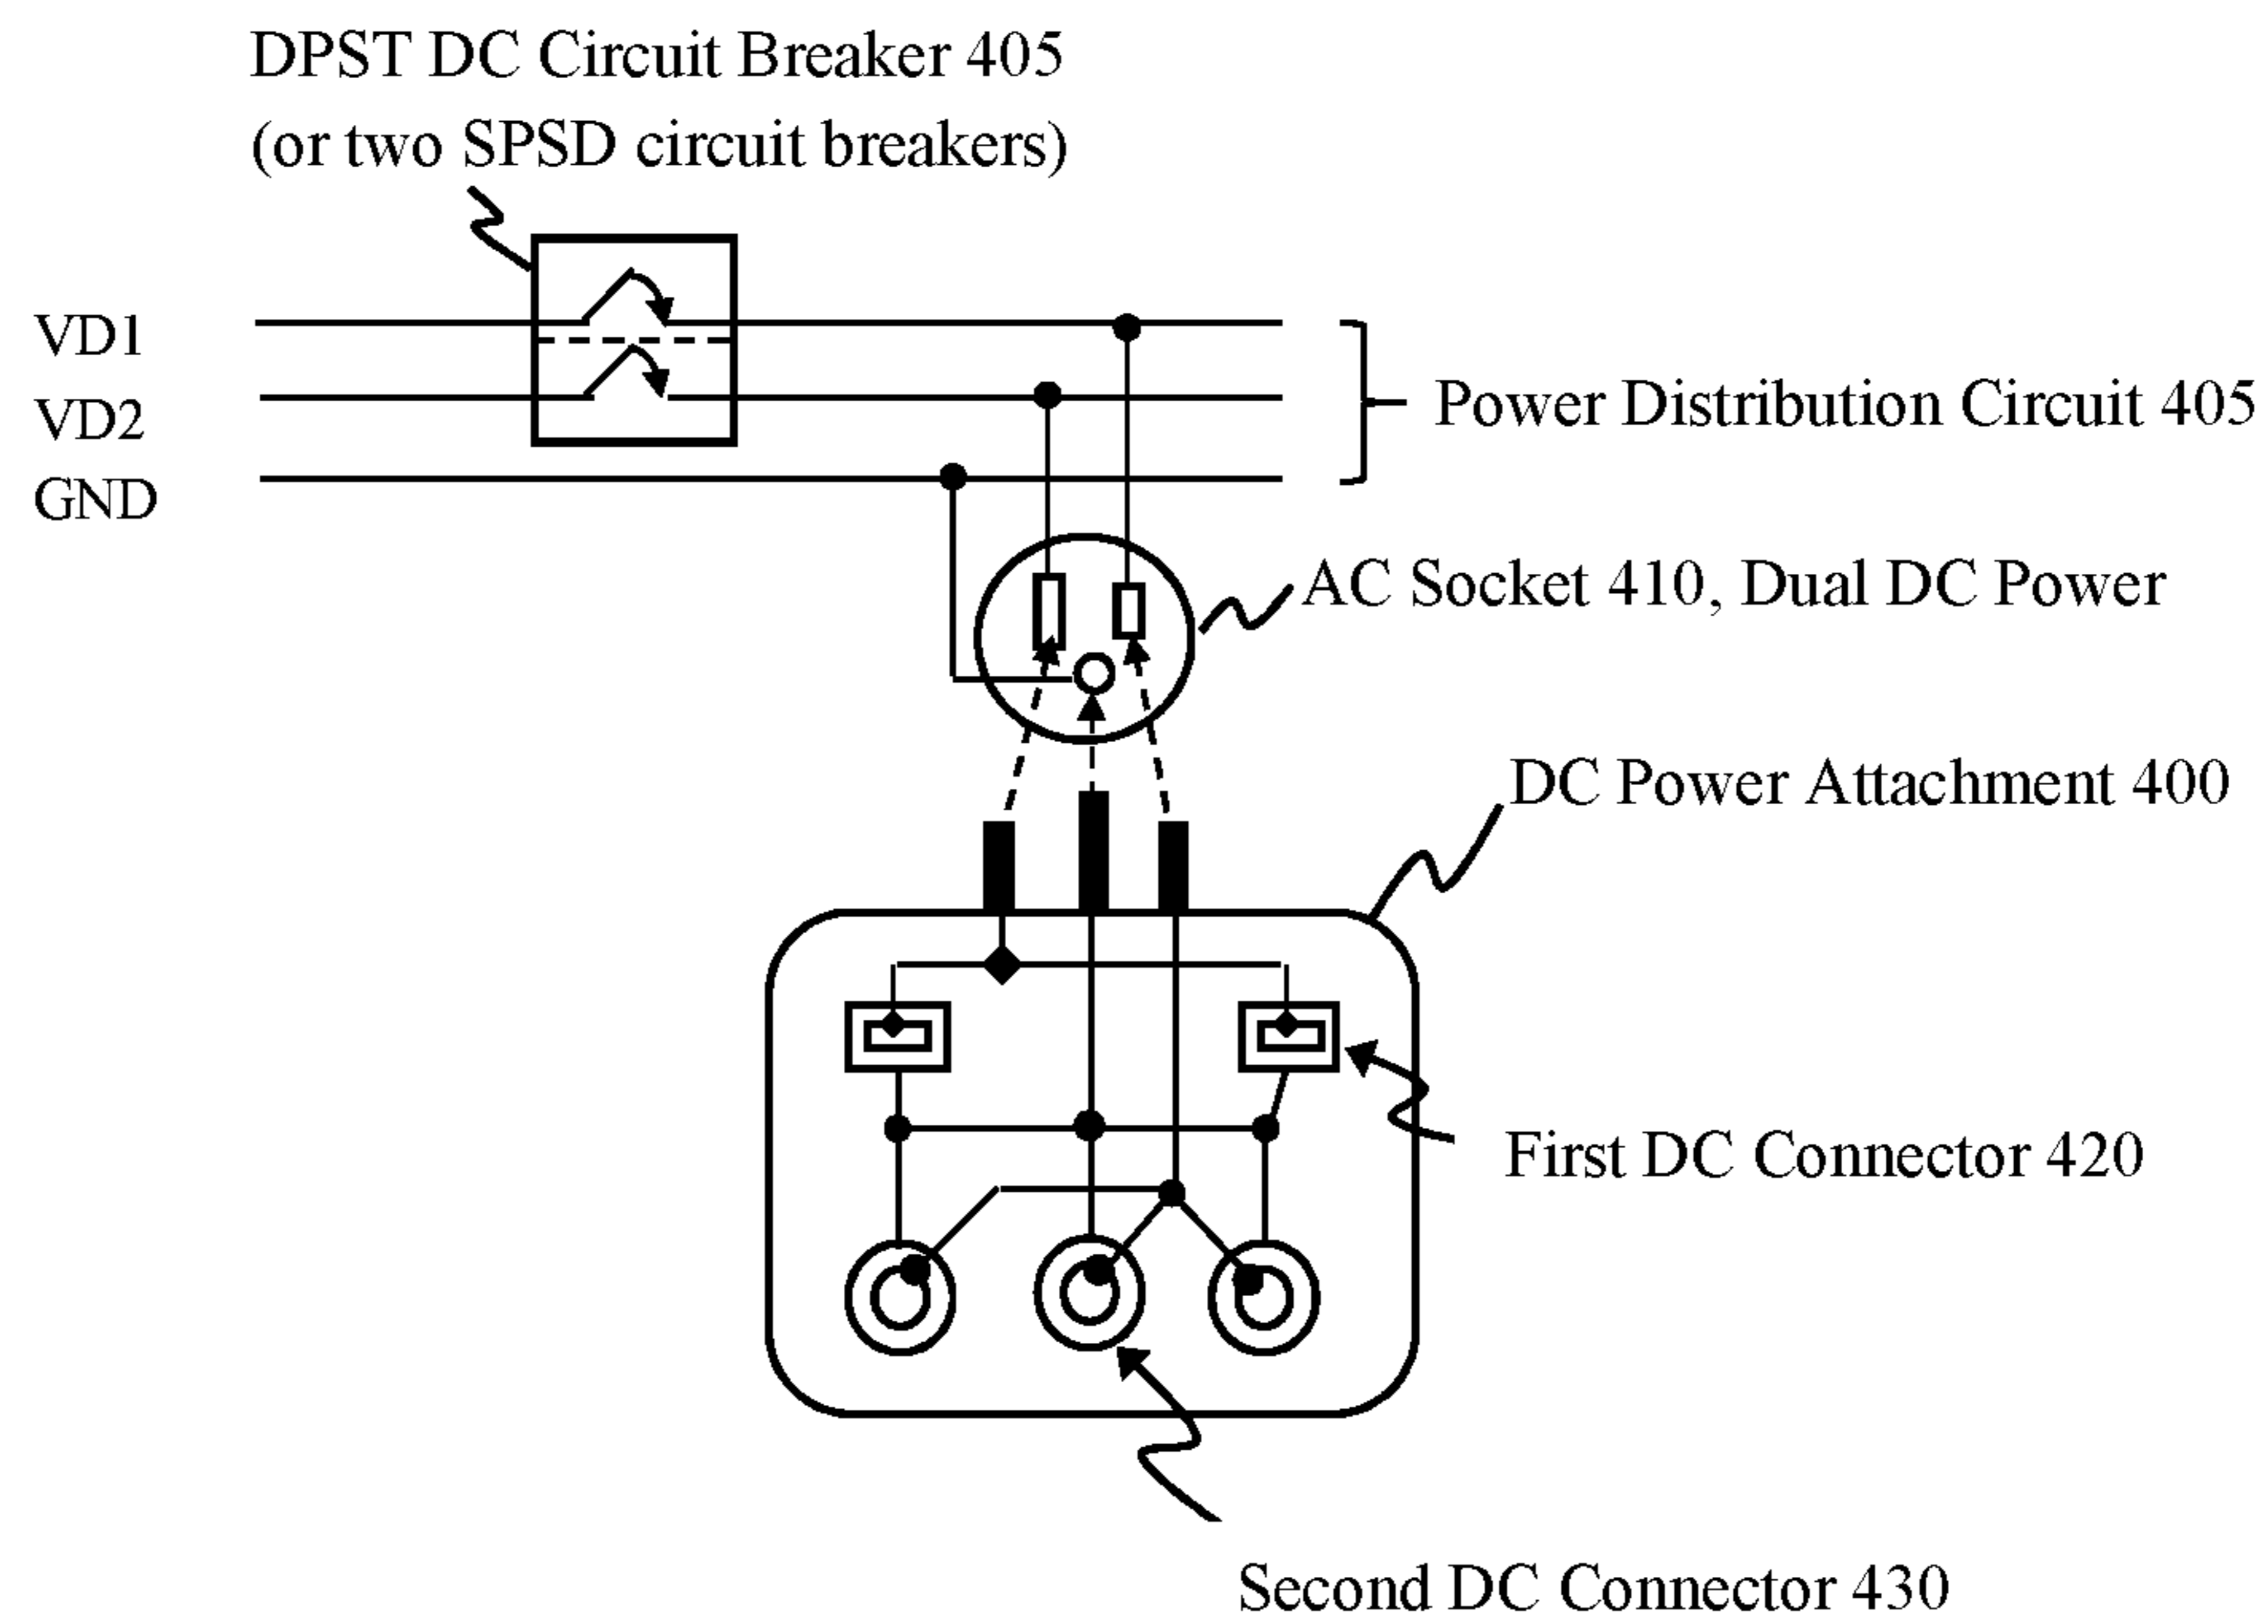 DPST DC Circuit Breaker 405
(or two SPSD circuit breakers)
VD1
VD2
GND
Power Distribution Circuit 405
AC Socket 410, Dual DC Power
DC Power Attachment 400
First DC Connector 420
Second DC Connector 430